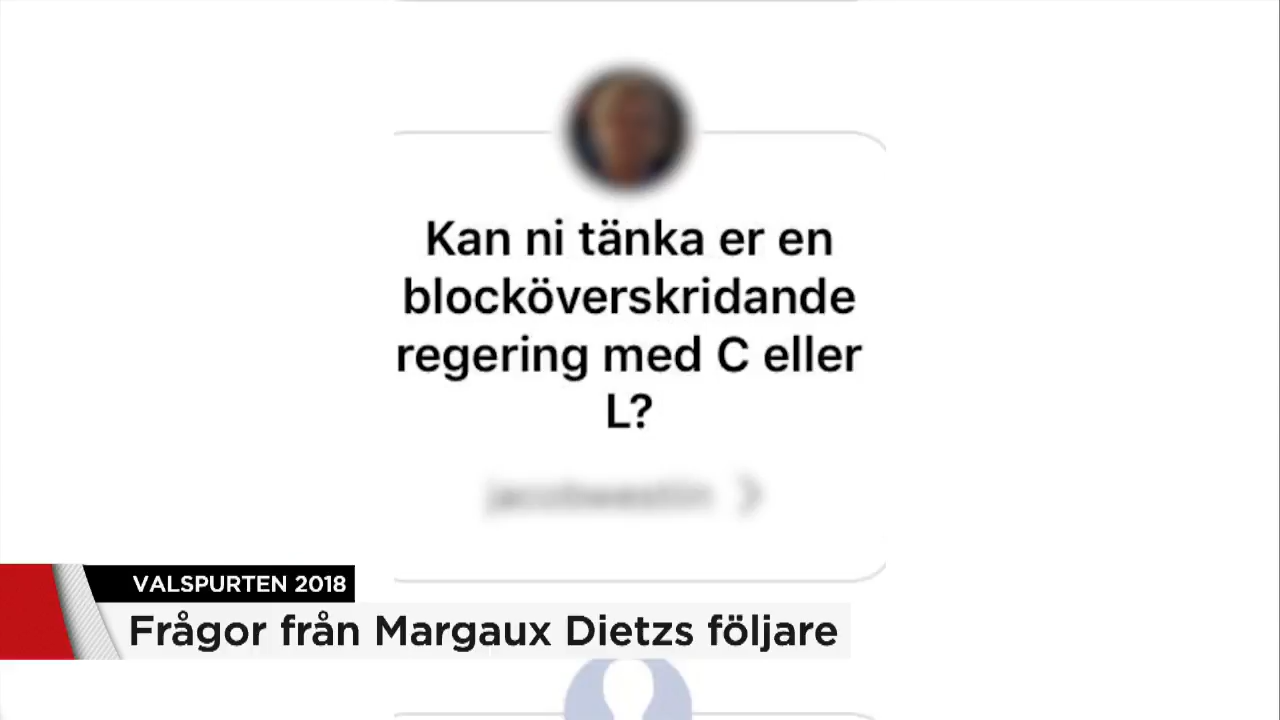 Kan ni tänka er en
blocköverskridande
regering med C eller
L?
VALSPURTEN 2018
Frågor från Margaux Dietzs följare